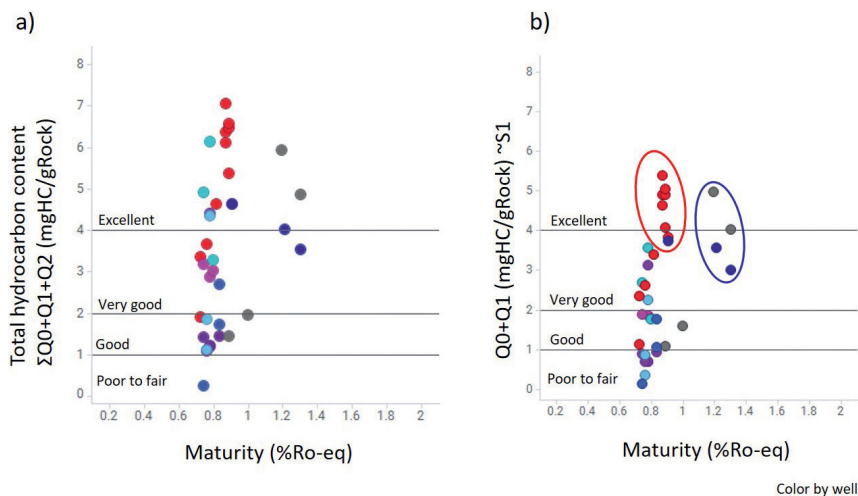 a)
Total hydrocarbon content
ΣQ0+Q1+Q2 (mgHC/gRock)
8
7
6
5
Excellent
4
3
Very good
2
Good
1
Poor to fair
0
0.2 0.4 0.6 0.8 1 1.2 1.4 1.6 1.8 2
Maturity (%Ro-eq)
b)
Q0+Q1 (mgHC/gRock) ~S1
8
7
6
5
Excellent
4
3
Very good
2
Good
1
Poor to fair
0
0.2 0.4 0.6 0.8 1 1.2 1.4 1.6 1.8 2
Maturity (%Ro-eq)
Color by well